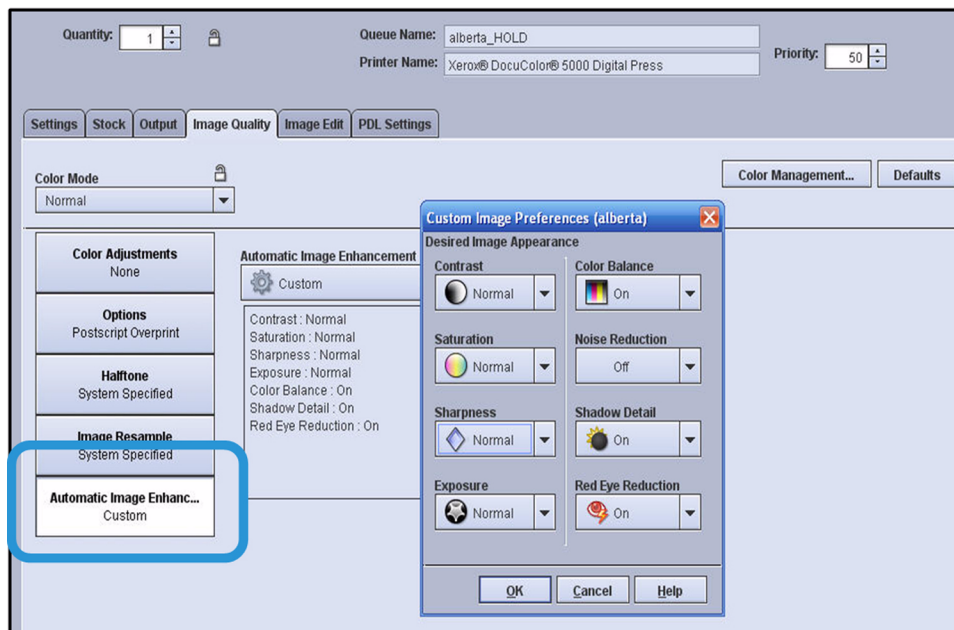 Quantity: 1
Queue Name: alberta_HOLD
Printer Name: Xerox® DocuColor® 5000 Digital Press
Priority: 50
Settings Stock Output Image Quality Image Edit PDL Settings
Color Mode
Normal
Color Management... Defaults
Color Adjustments
None
Options
Postscript Overprint
Halftone
System Specified
Image Resample
System Specified
Automatic Image Enhanc...
Custom
Automatic Image Enhancement
Custom
Contrast : Normal
Saturation : Normal
Sharpness : Normal
Exposure : Normal
Color Balance : On
Shadow Detail : On
Red Eye Reduction : On
Custom Image Preferences (alberta)
Desired Image Appearance
Contrast
Normal
Saturation
Normal
Sharpness
Normal
Exposure
Normal
Color Balance
On
Noise Reduction
Off
Shadow Detail
On
Red Eye Reduction
On
OK Cancel Help